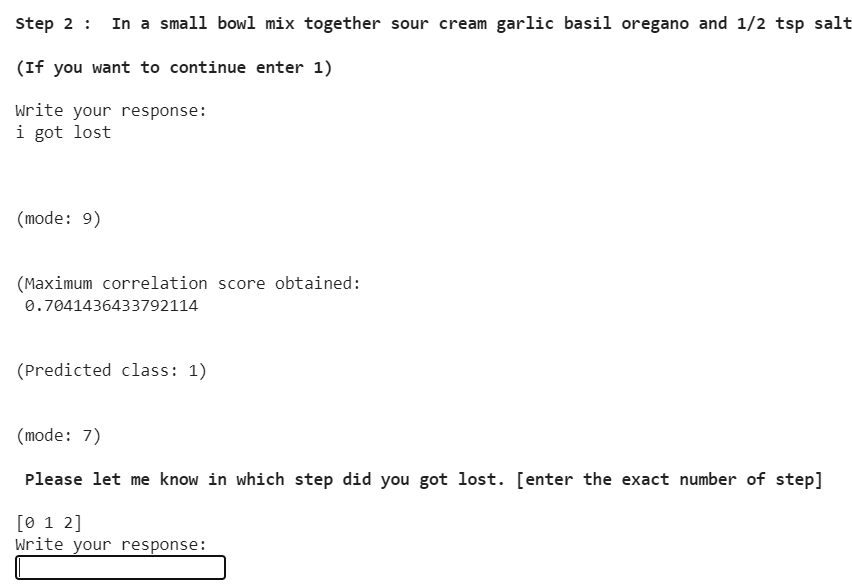 Step 2 :  In a small bowl mix together sour cream garlic basil oregano and 1/2 tsp salt
(If you want to continue enter 1)
Write your response:
i got lost
(mode: 9)
(Maximum correlation score obtained:
0.7041436433792114
(Predicted class: 1)
(mode: 7)
Please let me know in which step did you got lost. [enter the exact number of step]
[0 1 2]
Write your response: